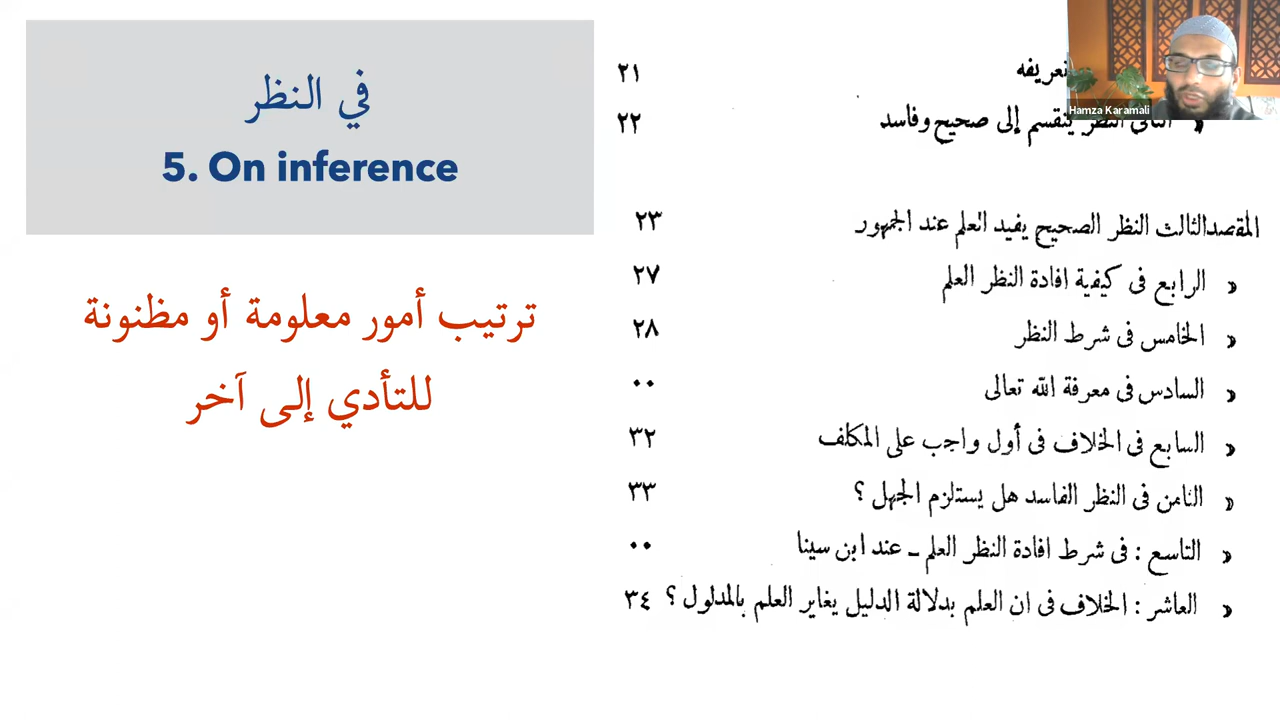 في النظر
5. On inference
ترتيب أمور معلومة أو مظنونة
للتأدي إلى آخر
تعريفه ٢١
« الثانى النظر ينقسم إلى صحيح وفاسد ٢٢
المقصد الثالث النظر الصحيح يفيد العلم عند الجمهور ٢٣
« الرابع فى كيفية افادة النظر العلم ٢٧
« الخامس فى شرط النظر ٢٨
« السادس فى معرفة الله تعالى ٠٠
« السابع فى الخلاف فى أول واجب على المكلف ٣٢
« الثامن فى النظر الفاسد هل يستلزم الجهل ؟ ٣٣
« التاسع : فى شرط افادة النظر العلم ــ عند ابن سينا ٠٠
« العاشر : الخلاف فى ان العلم بدلالة الدليل يغاير العلم بالمدلول ؟ ٣٤
Hamza Karamali